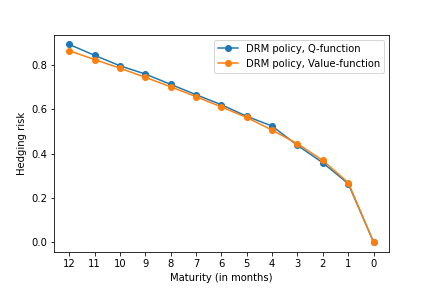 DRM policy, Q-function
DRM policy, Value-function
Hedging risk
0.8
0.6
0.4
0.2
0.0
12 11 10 9 8 7 6 5 4 3 2 1 0
Maturity (in months)